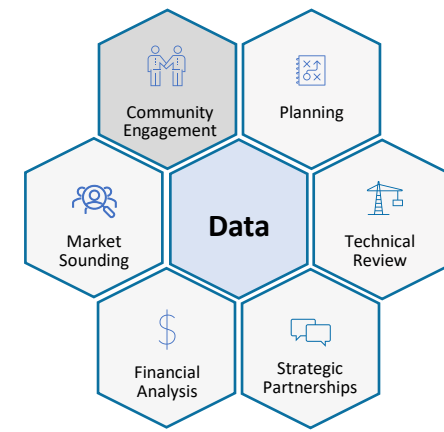 Community
Engagement
Planning
Market
Sounding
Data
Technical
Review
Financial
Analysis
Strategic
Partnerships